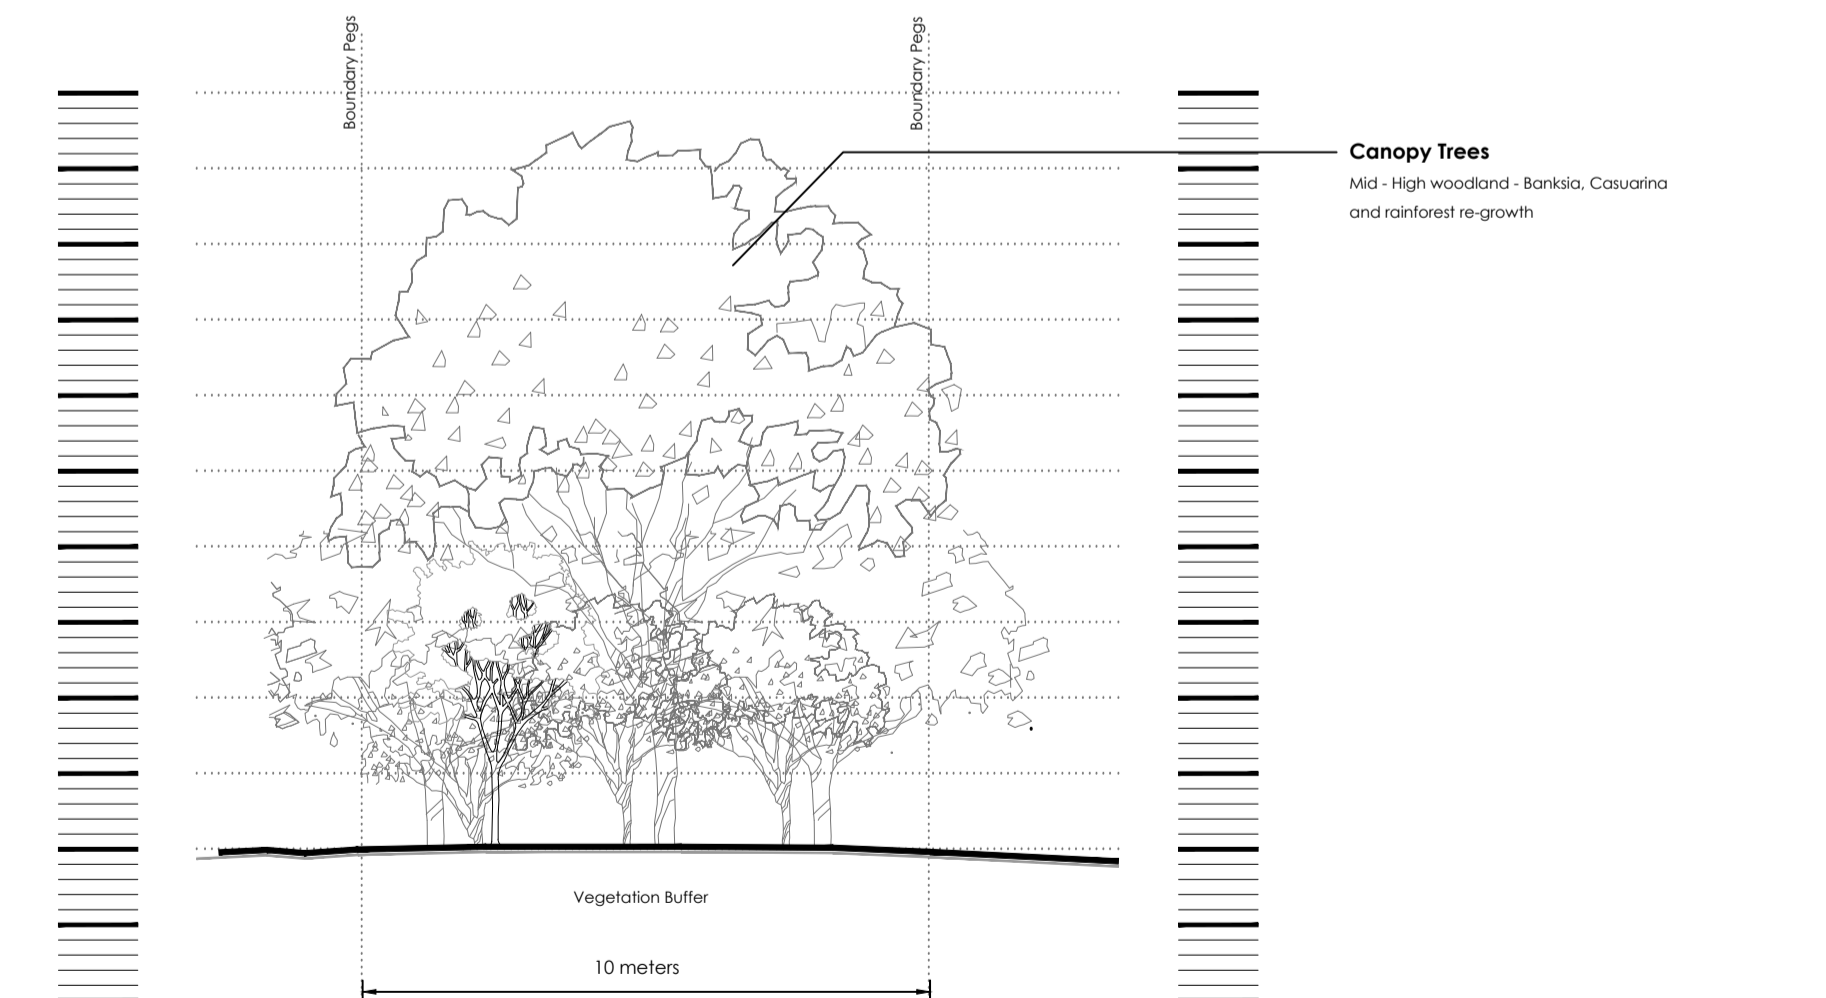 Boundary Pegs
Boundary Pegs
Canopy Trees
Mid - High woodland - Banksia, Casuarina
and rainforest re-growth
Vegetation Buffer
10 meters